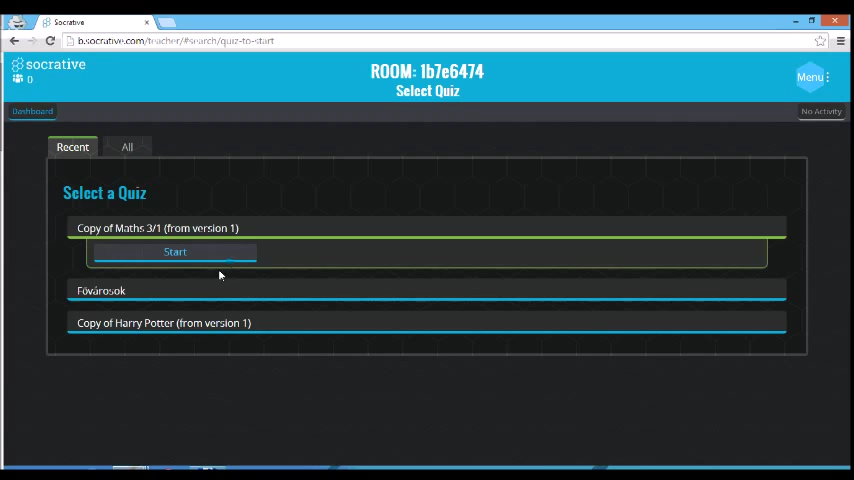 Socrative
b.socrative.com/teacher/#search/quiz-to-start
socrative
0
ROOM: 1b7e6474
Select Quiz
Menu
Dashboard
No Activity
Recent
All
Select a Quiz
Copy of Maths 3/1 (from version 1)
Start
Fővárosok
Copy of Harry Potter (from version 1)